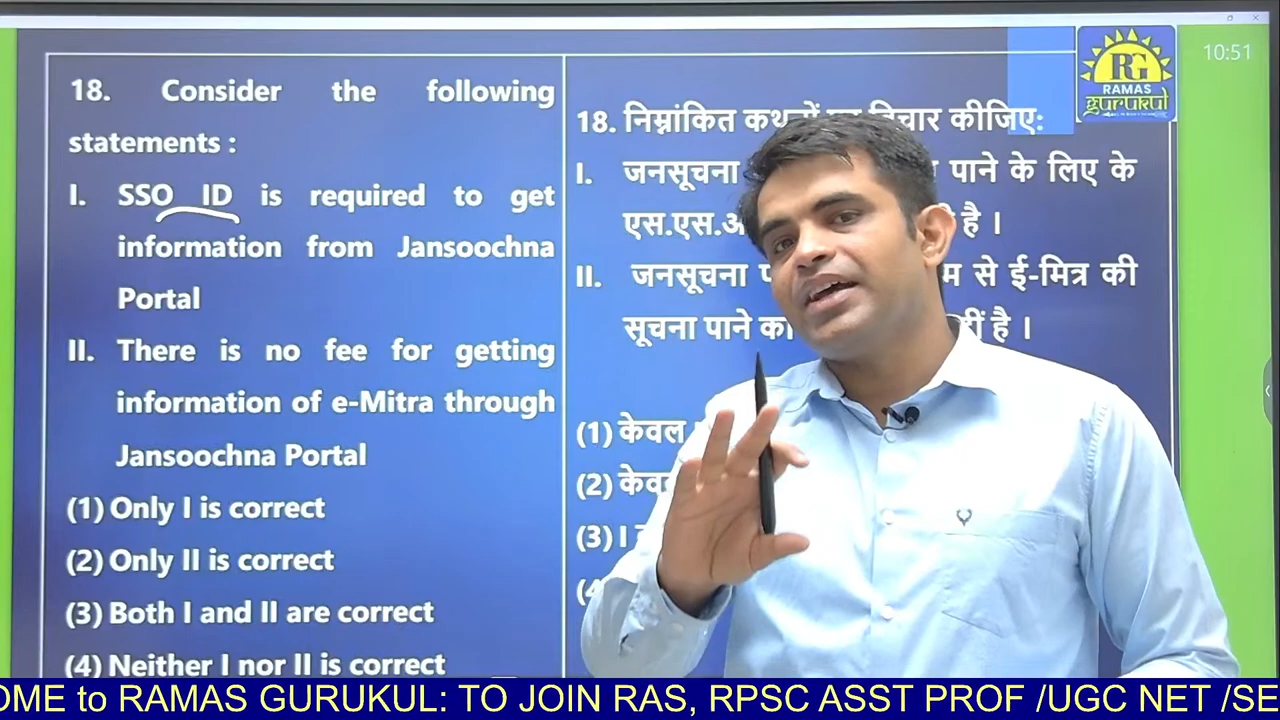 10:51
RG
RAMAS
gurukul
18. Consider the following
statements :
I. SSO ID is required to get
information from Jansoochna
Portal
II. There is no fee for getting
information of e-Mitra through
Jansoochna Portal
(1) Only I is correct
(2) Only II is correct
(3) Both I and II are correct
(4) Neither I nor II is correct
18. निम्नांकित विचार कीजिए:
I. जनसूचना पाने के लिए के
एस.एस. है ।
II. जनसूचना से ई-मित्र की
सूचना पाने का है ।
(1) केवल
(2)
(3) I
OME to RAMAS GURUKUL: TO JOIN RAS, RPSC ASST PROF /UGC NET /SE